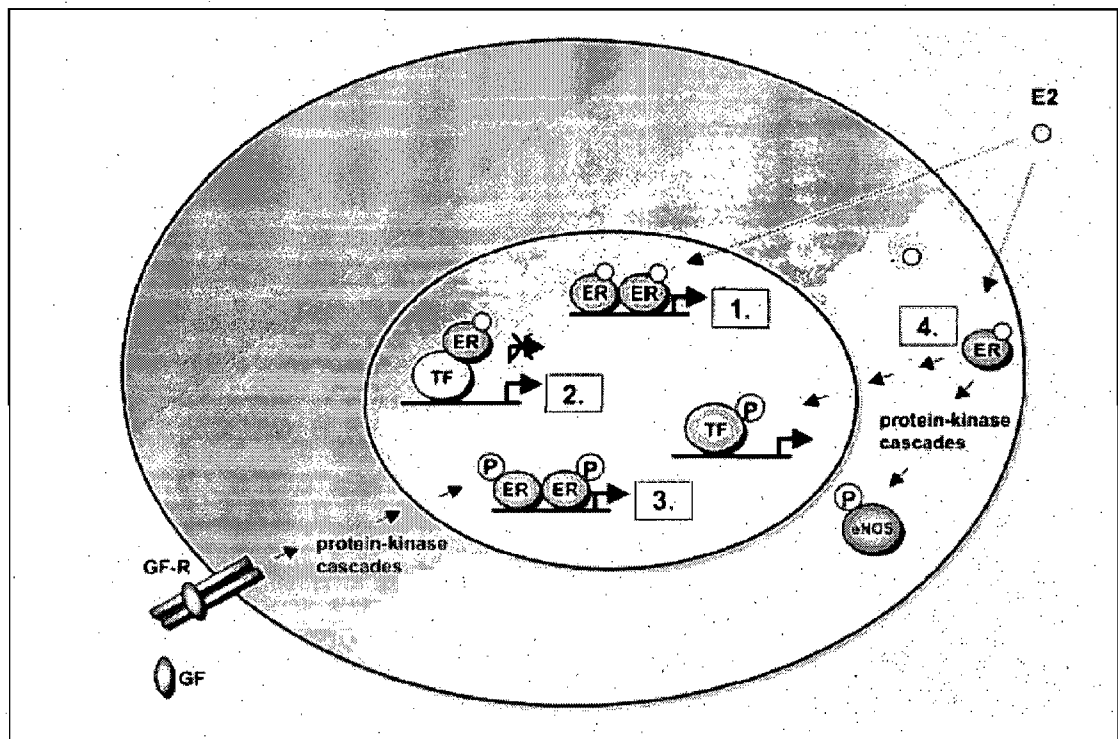 E2
ER ER
1.
ER
TF
2.
4.
ER
TF P
protein-kinase
cascades
P P
ER ER
3.
P
eNOS
protein-kinase
cascades
GF-R
GF